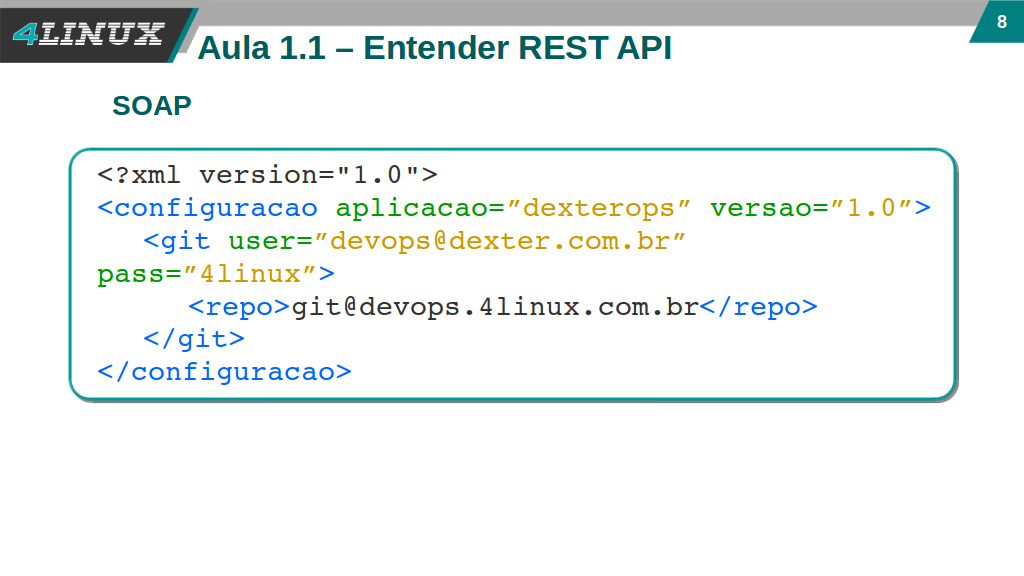 4LINUX
8
Aula 1.1 – Entender REST API
SOAP
<?xml version="1.0">
<configuracao aplicacao=”dexterops” versao=”1.0”>
<git user=”devops@dexter.com.br”
pass=”4linux”>
<repo>git@devops.4linux.com.br</repo>
</git>
</configuracao>